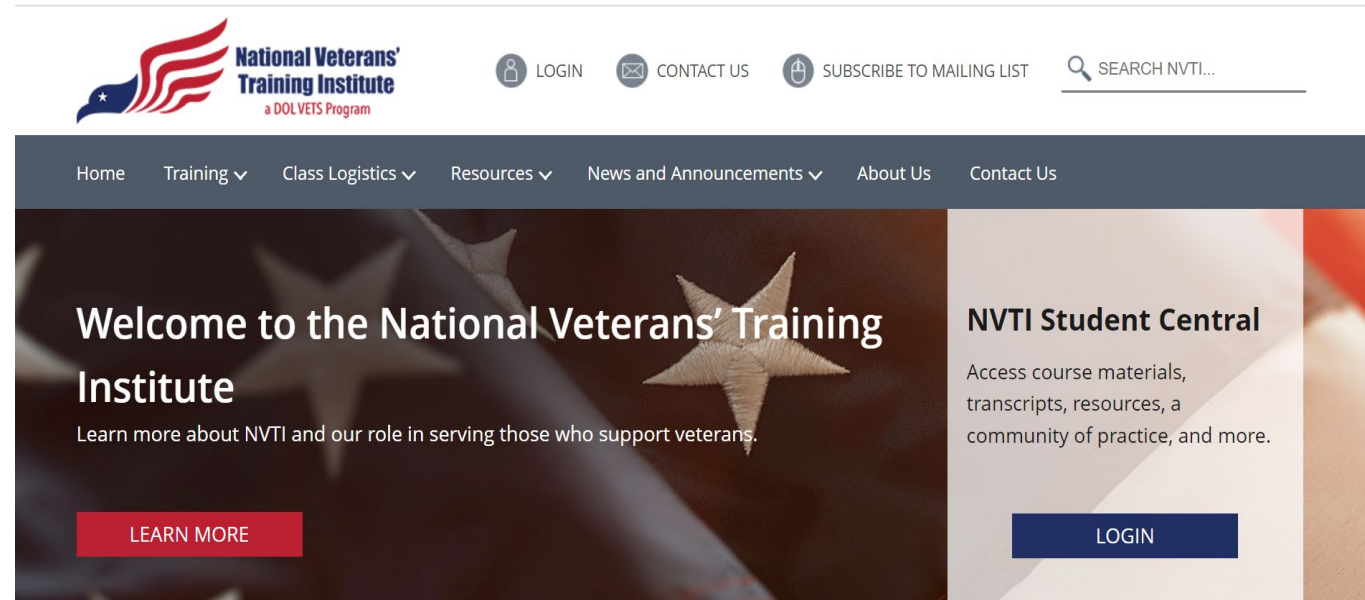 National Veterans'
Training Institute
a DOL VETS Program
LOGIN
CONTACT US
SUBSCRIBE TO MAILING LIST
SEARCH NVTI...
Home
Training
Class Logistics
Resources
News and Announcements
About Us
Contact Us
Welcome to the National Veterans' Training
Institute
Learn more about NVTI and our role in serving those who support veterans.
LEARN MORE
NVTI Student Central
Access course materials,
transcripts, resources, a
community of practice, and more.
LOGIN